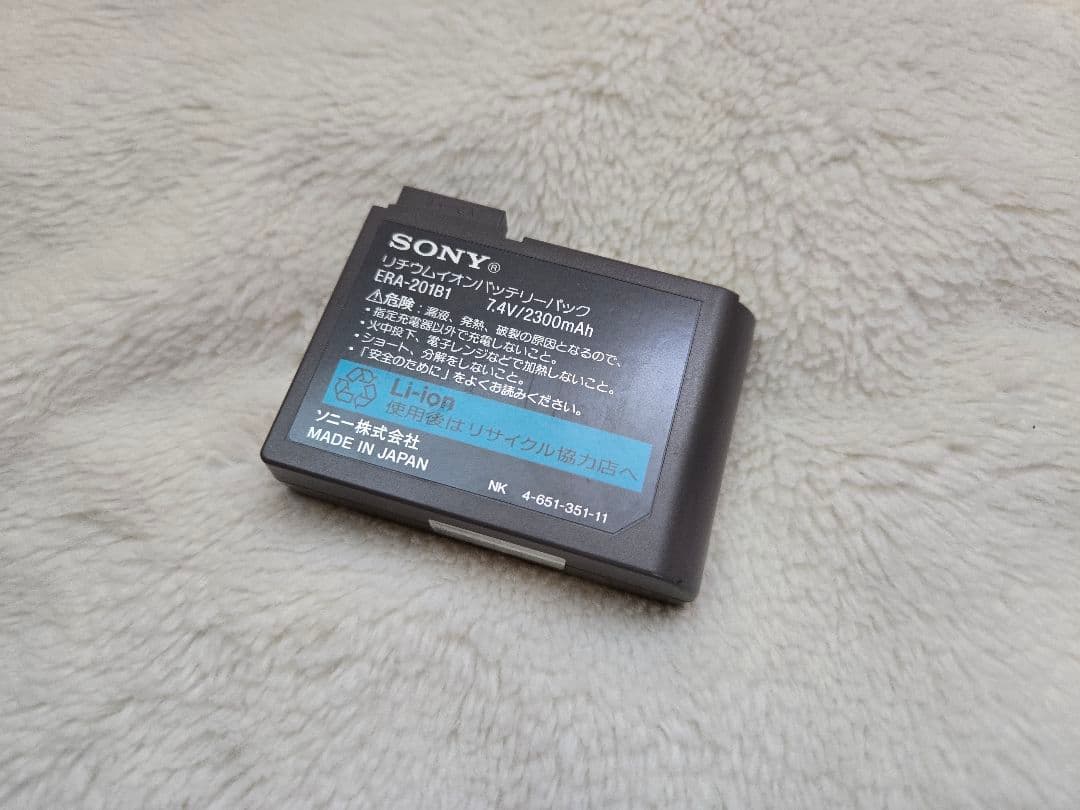 SONY®
リチウムイオンバッテリーパック
ERA-201B1 7.4V/2300mAh
⚠危険：漏液、発熱、破裂の原因となるので、
・指定充電器以外で充電しないこと。
・火中投下、電子レンジなどで加熱しないこと。
・ショート、分解をしないこと。
・「安全のために」をよくお読みください。
Li-ion
使用後はリサイクル協力店へ
ソニー株式会社
MADE IN JAPAN
NK 4-651-351-11